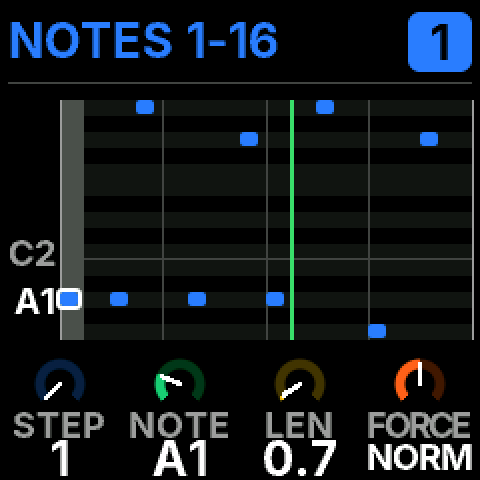 NOTES 1-16 1
C2
A1
STEP NOTE LEN FORCE
1 A1 0.7 NORM